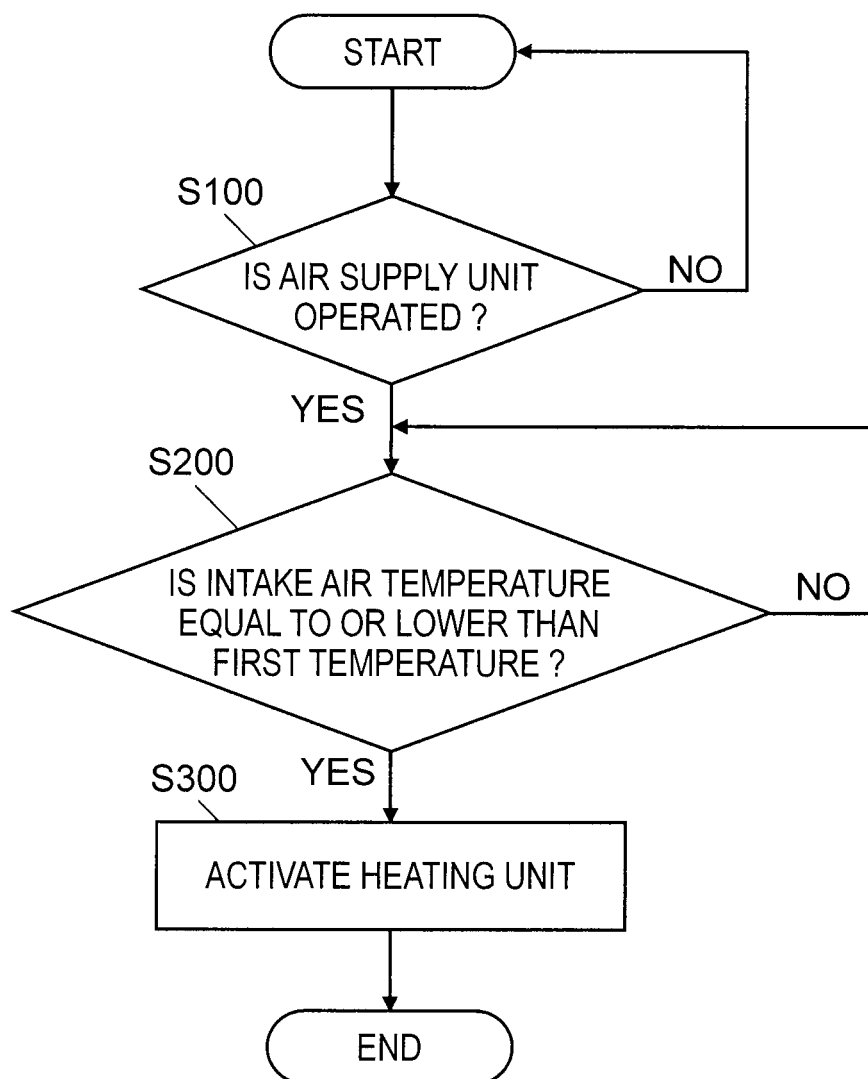 START
S100
IS AIR SUPPLY UNIT
OPERATED ?
NO
YES
S200
IS INTAKE AIR TEMPERATURE
EQUAL TO OR LOWER THAN
FIRST TEMPERATURE ?
NO
YES
S300
ACTIVATE HEATING UNIT
END